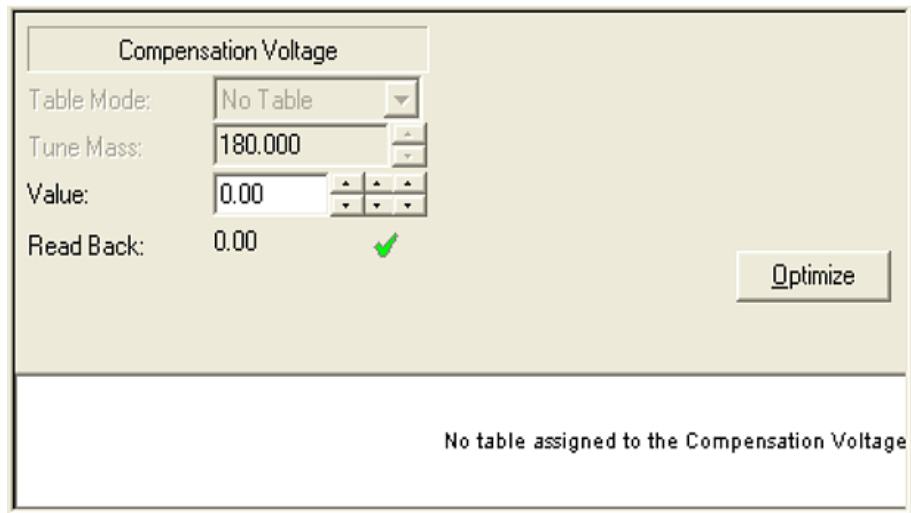 Compensation Voltage
Table Mode: No Table
Tune Mass: 180.000
Value: 0.00
Read Back: 0.00
Optimize
No table assigned to the Compensation Voltage